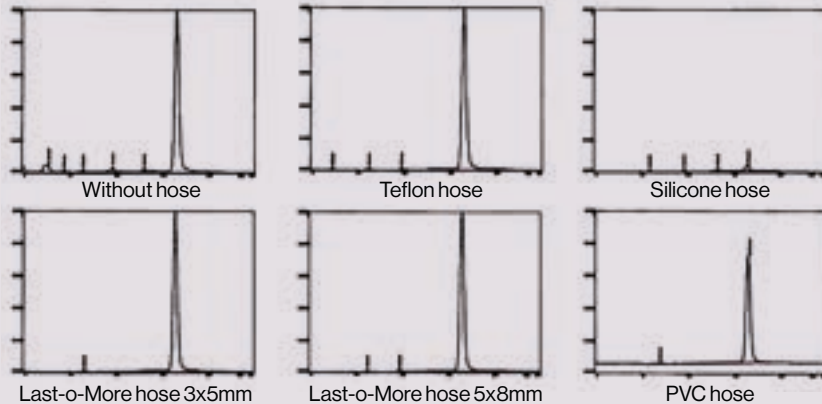 Without hose
Teflon hose
Silicone hose
Last-o-More hose 3x5mm
Last-o-More hose 5x8mm
PVC hose